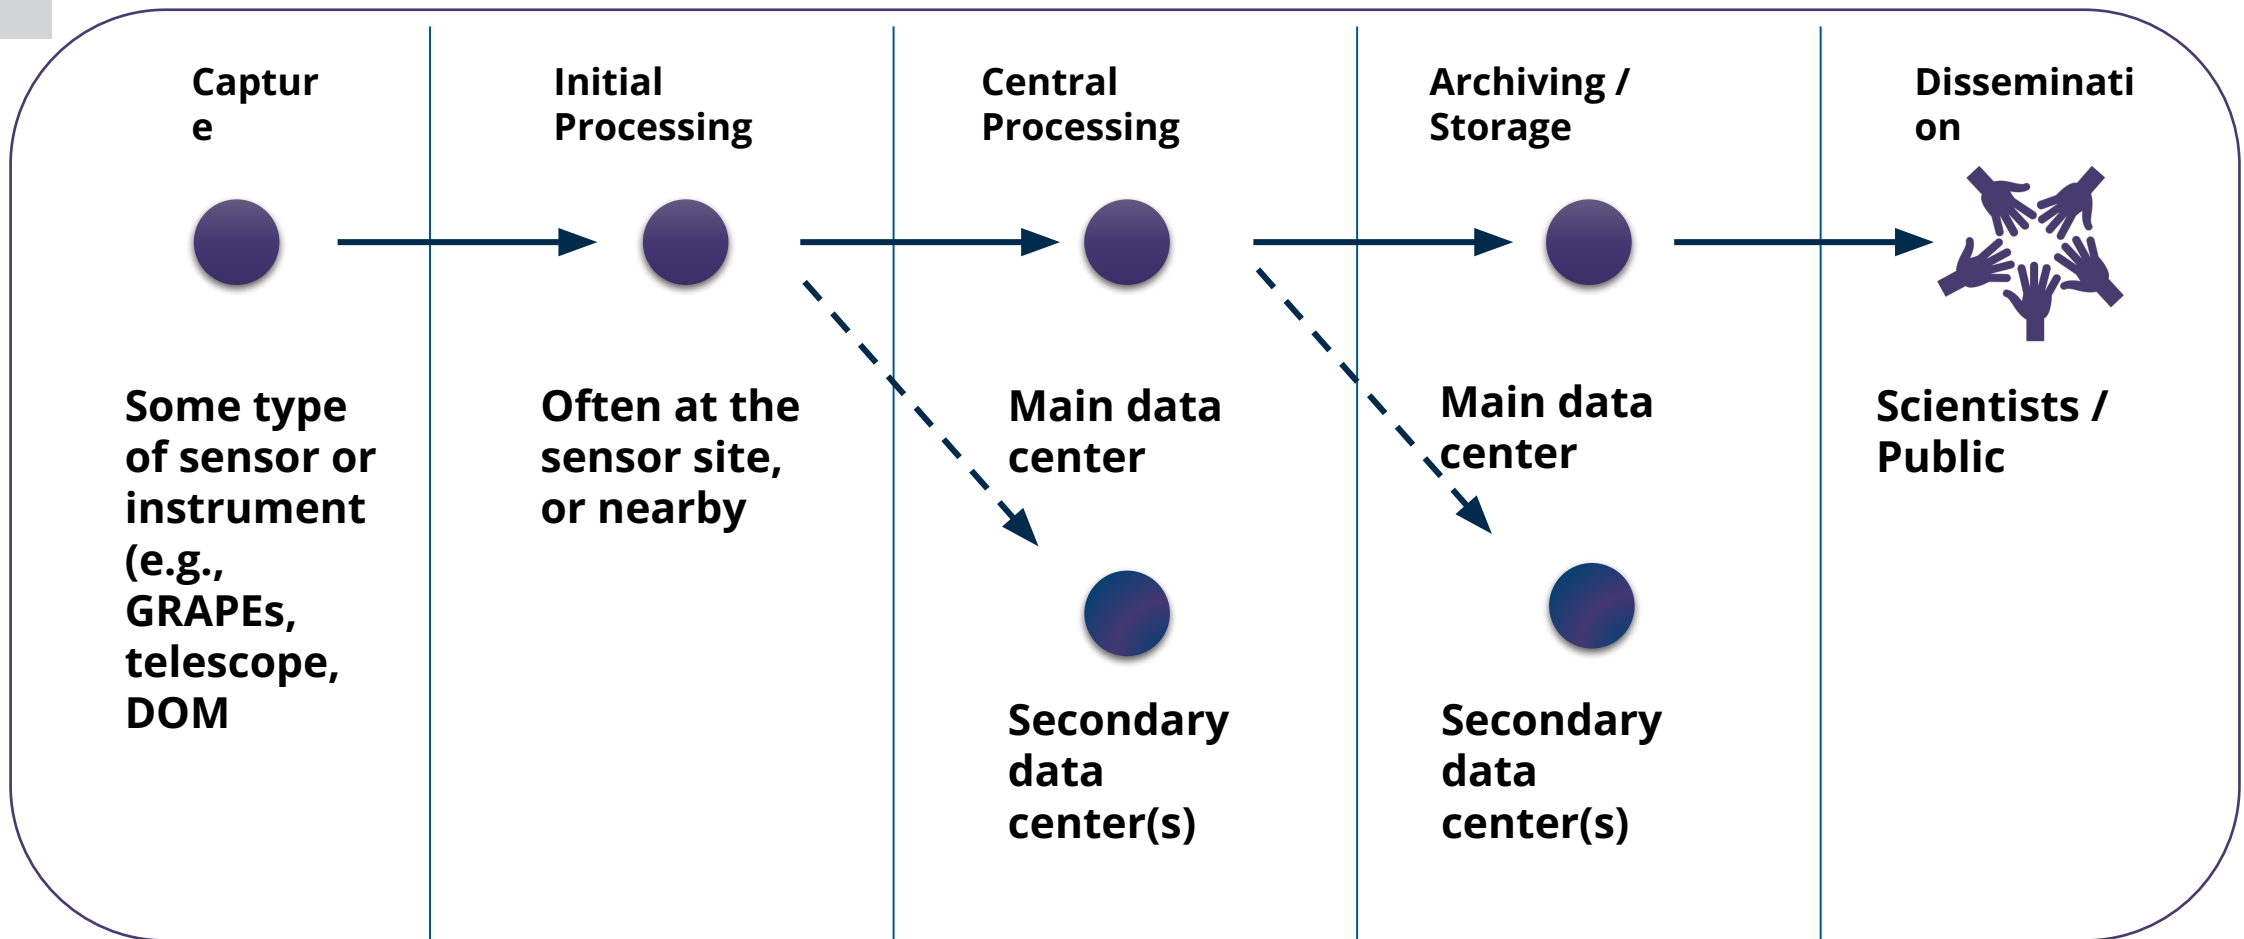 Captur
e
Initial
Processing
Central
Processing
Archiving /
Storage
Disseminati
on
Some type
of sensor or
instrument
(e.g.,
GRAPEs,
telescope,
DOM
Often at the
sensor site,
or nearby
Main data
center
Main data
center
Scientists /
Public
Secondary
data
center(s)
Secondary
data
center(s)